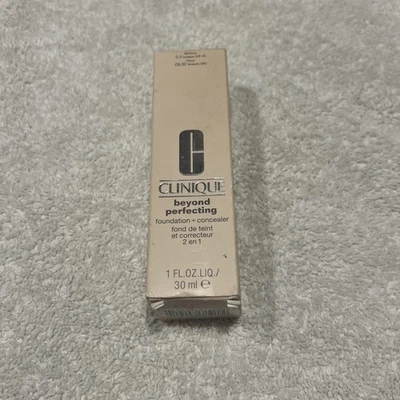 CLINIQUE
beyond
perfecting
foundation + concealer
fond de teint
et correcteur
2 en 1
1 FL.OZ.LIQ./
30 ml e